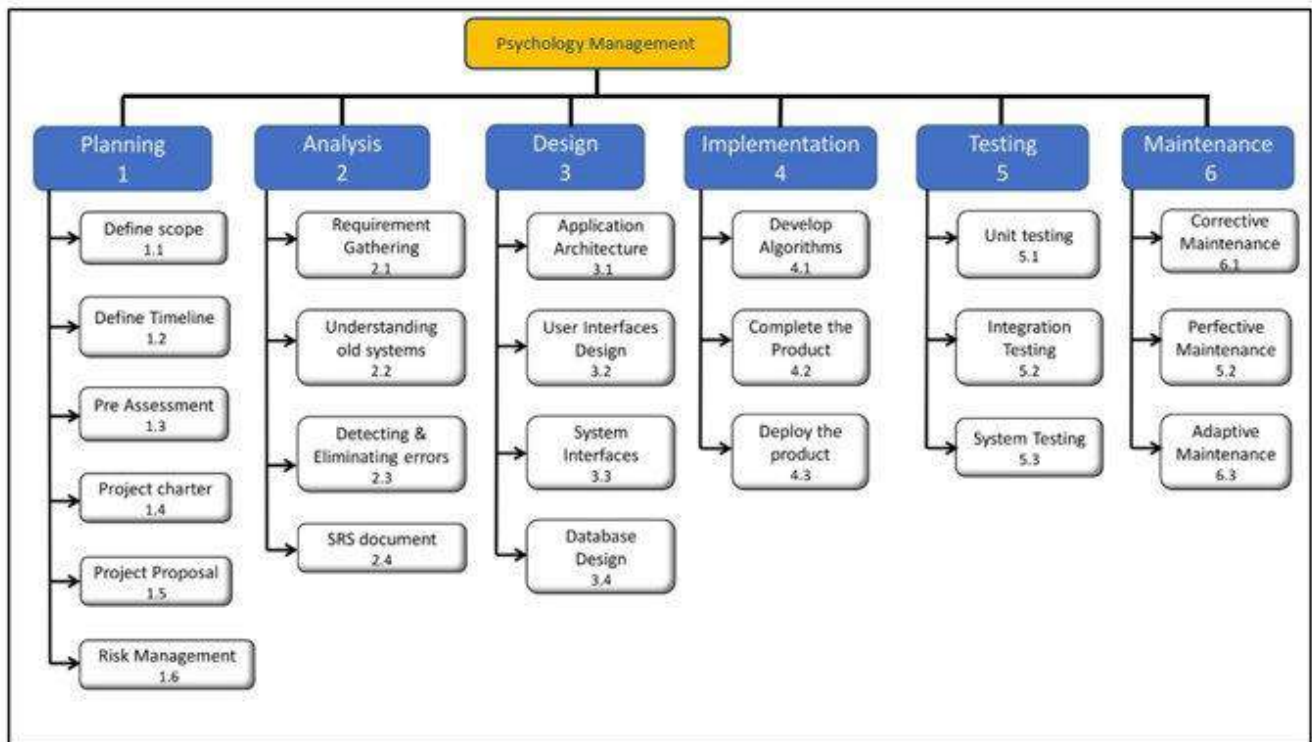 Psychology Management
Planning
1
Analysis
2
Design
3
Implementation
4
Testing
5
Maintenance
6
Define scope
1.1
Define Timeline
1.2
Pre Assessment
1.3
Project charter
1.4
Project Proposal
1.5
Risk Management
1.6
Requirement
Gathering
2.1
Understanding
old systems
2.2
Detecting &
Eliminating errors
2.3
SRS document
2.4
Application
Architecture
3.1
User Interfaces
Design
3.2
System
Interfaces
3.3
Database
Design
3.4
Develop
Algorithms
4.1
Complete the
Product
4.2
Deploy the
product
4.3
Unit testing
5.1
Integration
Testing
5.2
System Testing
5.3
Corrective
Maintenance
6.1
Perfective
Maintenance
5.2
Adaptive
Maintenance
6.3